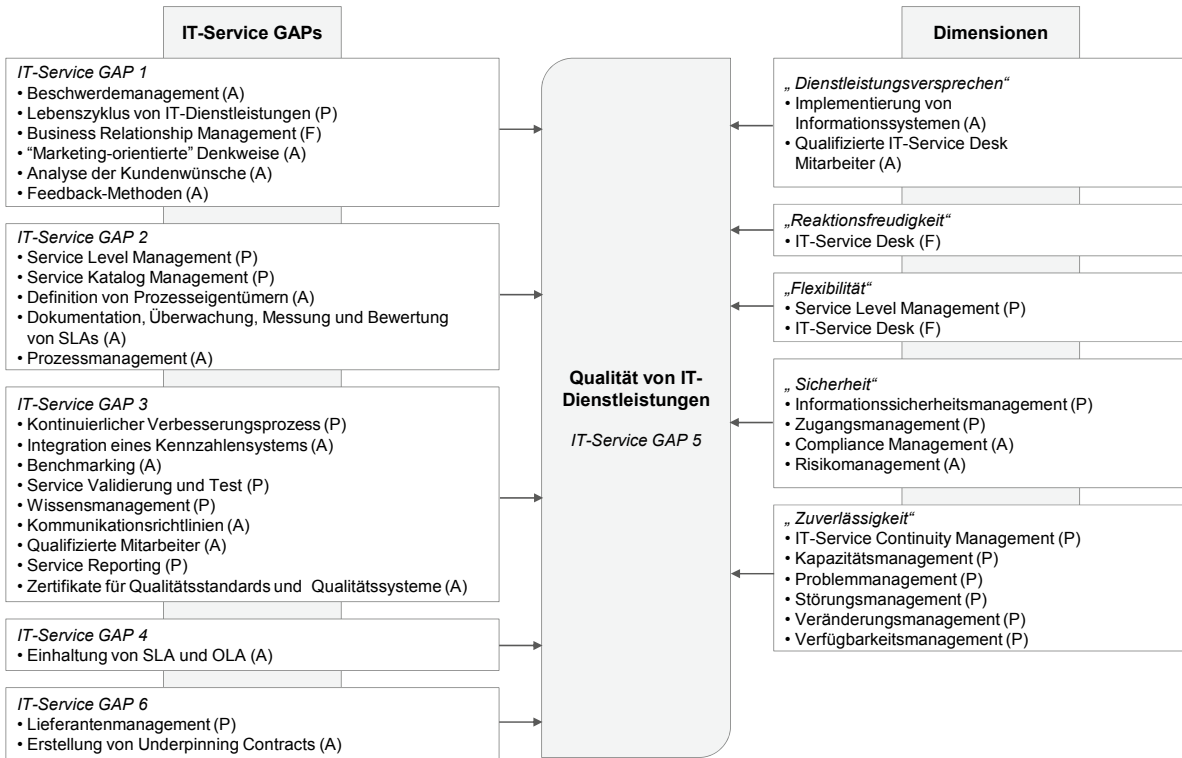 IT-Service GAPs
IT-Service GAP 1
• Beschwerdemanagement (A)
• Lebenszyklus von IT-Dienstleistungen (P)
• Business Relationship Management (F)
• “Marketing-orientierte” Denkweise (A)
• Analyse der Kundenwünsche (A)
• Feedback-Methoden (A)
IT-Service GAP 2
• Service Level Management (P)
• Service Katalog Management (P)
• Definition von Prozesseigentümern (A)
• Dokumentation, Überwachung, Messung und Bewertung
von SLAs (A)
• Prozessmanagement (A)
IT-Service GAP 3
• Kontinuierlicher Verbesserungsprozess (P)
• Integration eines Kennzahlensystems (A)
• Benchmarking (A)
• Service Validierung und Test (P)
• Wissensmanagement (P)
• Kommunikationsrichtlinien (A)
• Qualifizierte Mitarbeiter (A)
• Service Reporting (P)
• Zertifikate für Qualitätsstandards und Qualitätssysteme (A)
IT-Service GAP 4
• Einhaltung von SLA und OLA (A)
IT-Service GAP 6
• Lieferantenmanagement (P)
• Erstellung von Underpinning Contracts (A)
Qualität von IT-
Dienstleistungen
IT-Service GAP 5
Dimensionen
„ Dienstleistungsversprechen“
• Implementierung von
Informationssystemen (A)
• Qualifizierte IT-Service Desk
Mitarbeiter (A)
„Reaktionsfreudigkeit“
• IT-Service Desk (F)
„Flexibilität“
• Service Level Management (P)
• IT-Service Desk (F)
„ Sicherheit“
• Informationssicherheitsmanagement (P)
• Zugangsmanagement (P)
• Compliance Management (A)
• Risikomanagement (A)
„ Zuverlässigkeit“
• IT-Service Continuity Management (P)
• Kapazitätsmanagement (P)
• Problemmanagement (P)
• Störungsmanagement (P)
• Veränderungsmanagement (P)
• Verfügbarkeitsmanagement (P)